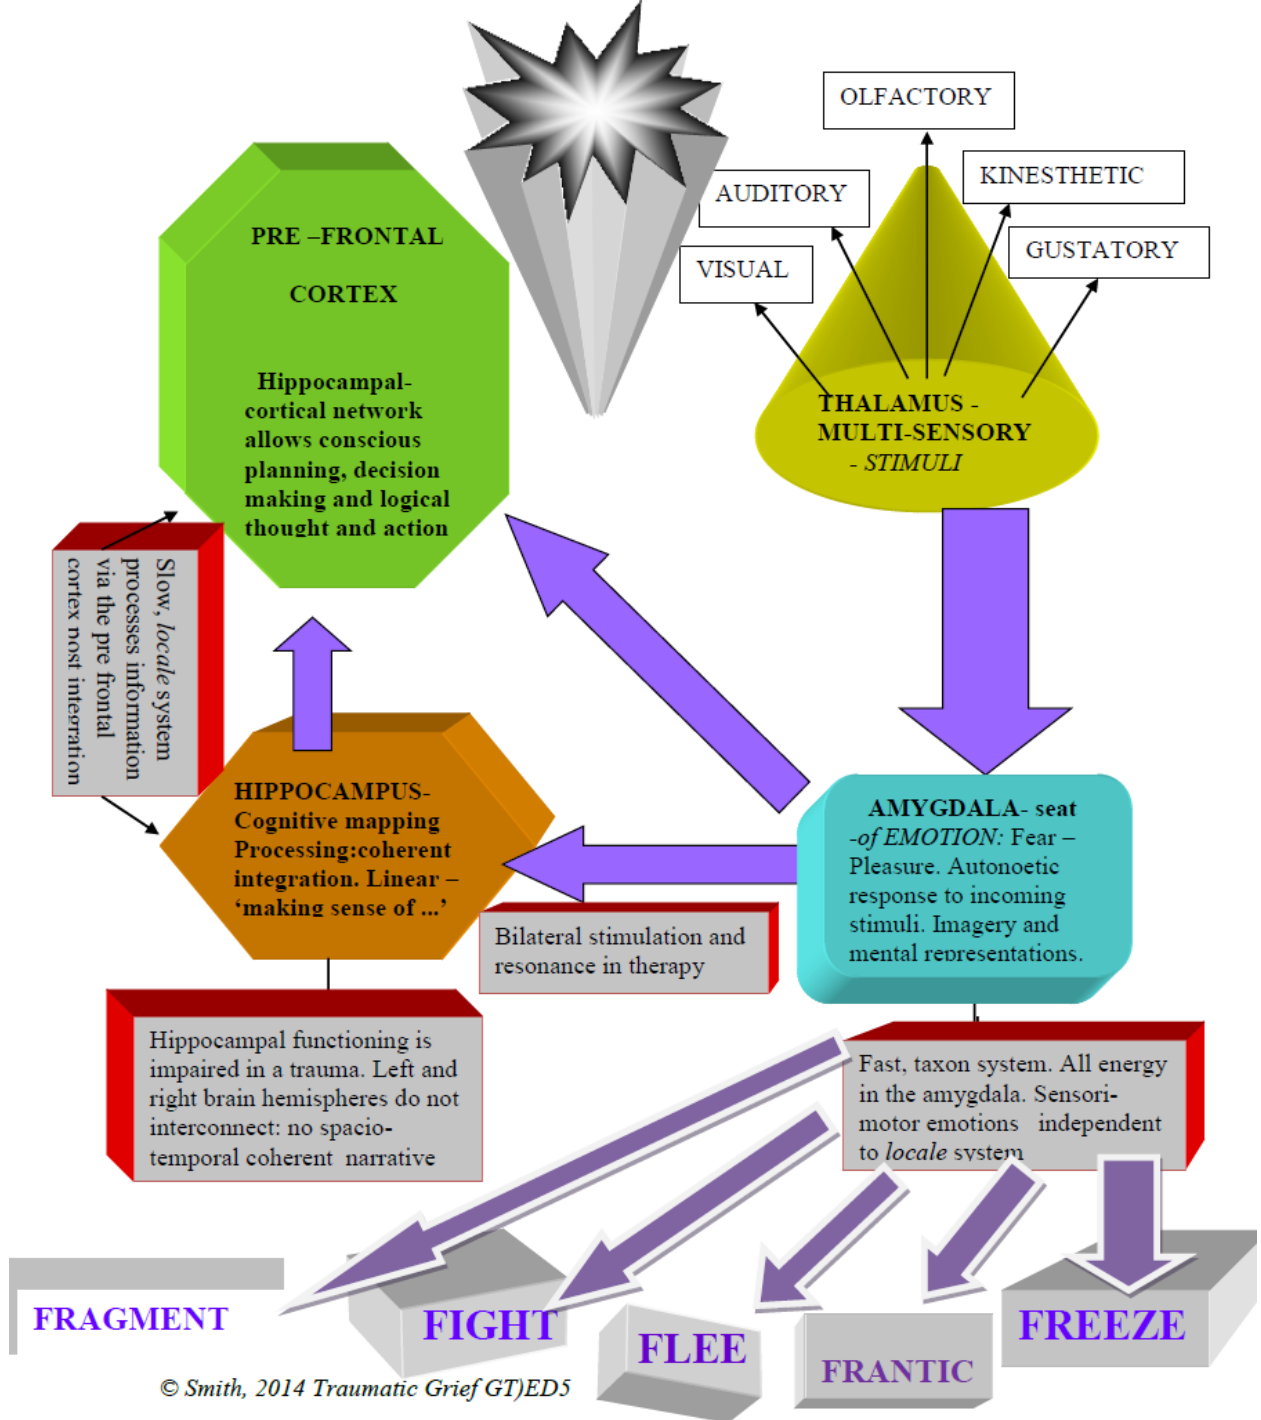 OLFACTORY
KINESTHETIC
AUDITORY
GUSTATORY
VISUAL
PRE –FRONTAL
CORTEX
Hippocampal-
cortical network
allows conscious
planning, decision
making and logical
thought and action
THALAMUS -
MULTI-SENSORY
- STIMULI
Slow, locale system
processes information
via the pre frontal
cortex post integration
HIPPOCAMPUS-
Cognitive mapping
Processing:coherent
integration. Linear –
‘making sense of ...’
AMYGDALA- seat
-of EMOTION: Fear –
Pleasure. Autonoetic
response to incoming
stimuli. Imagery and
mental representations.
Bilateral stimulation and
resonance in therapy
Hippocampal functioning is
impaired in a trauma. Left and
right brain hemispheres do not
interconnect: no spacio-
temporal coherent narrative
Fast, taxon system. All energy
in the amygdala. Sensori-
motor emotions independent
to locale system
FRAGMENT
FIGHT
FLEE
FRANTIC
FREEZE
© Smith, 2014 Traumatic Grief GT)ED5